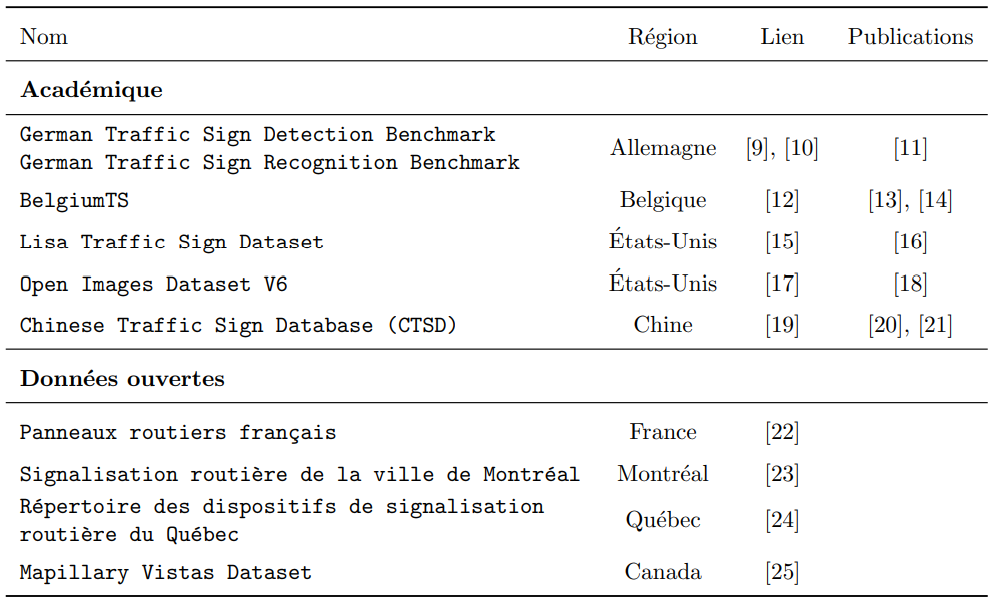 Nom Région Lien Publications
Académique
German Traffic Sign Detection Benchmark
German Traffic Sign Recognition Benchmark
Allemagne [9], [10] [11]
BelgiumTS Belgique [12] [13], [14]
Lisa Traffic Sign Dataset États-Unis [15] [16]
Open Images Dataset V6 États-Unis [17] [18]
Chinese Traffic Sign Database (CTSD) Chine [19] [20], [21]
Données ouvertes
Panneaux routiers français France [22]
Signalisation routière de la ville de Montréal Montréal [23]
Répertoire des dispositifs de signalisation
routière du Québec
Québec [24]
Mapillary Vistas Dataset Canada [25]